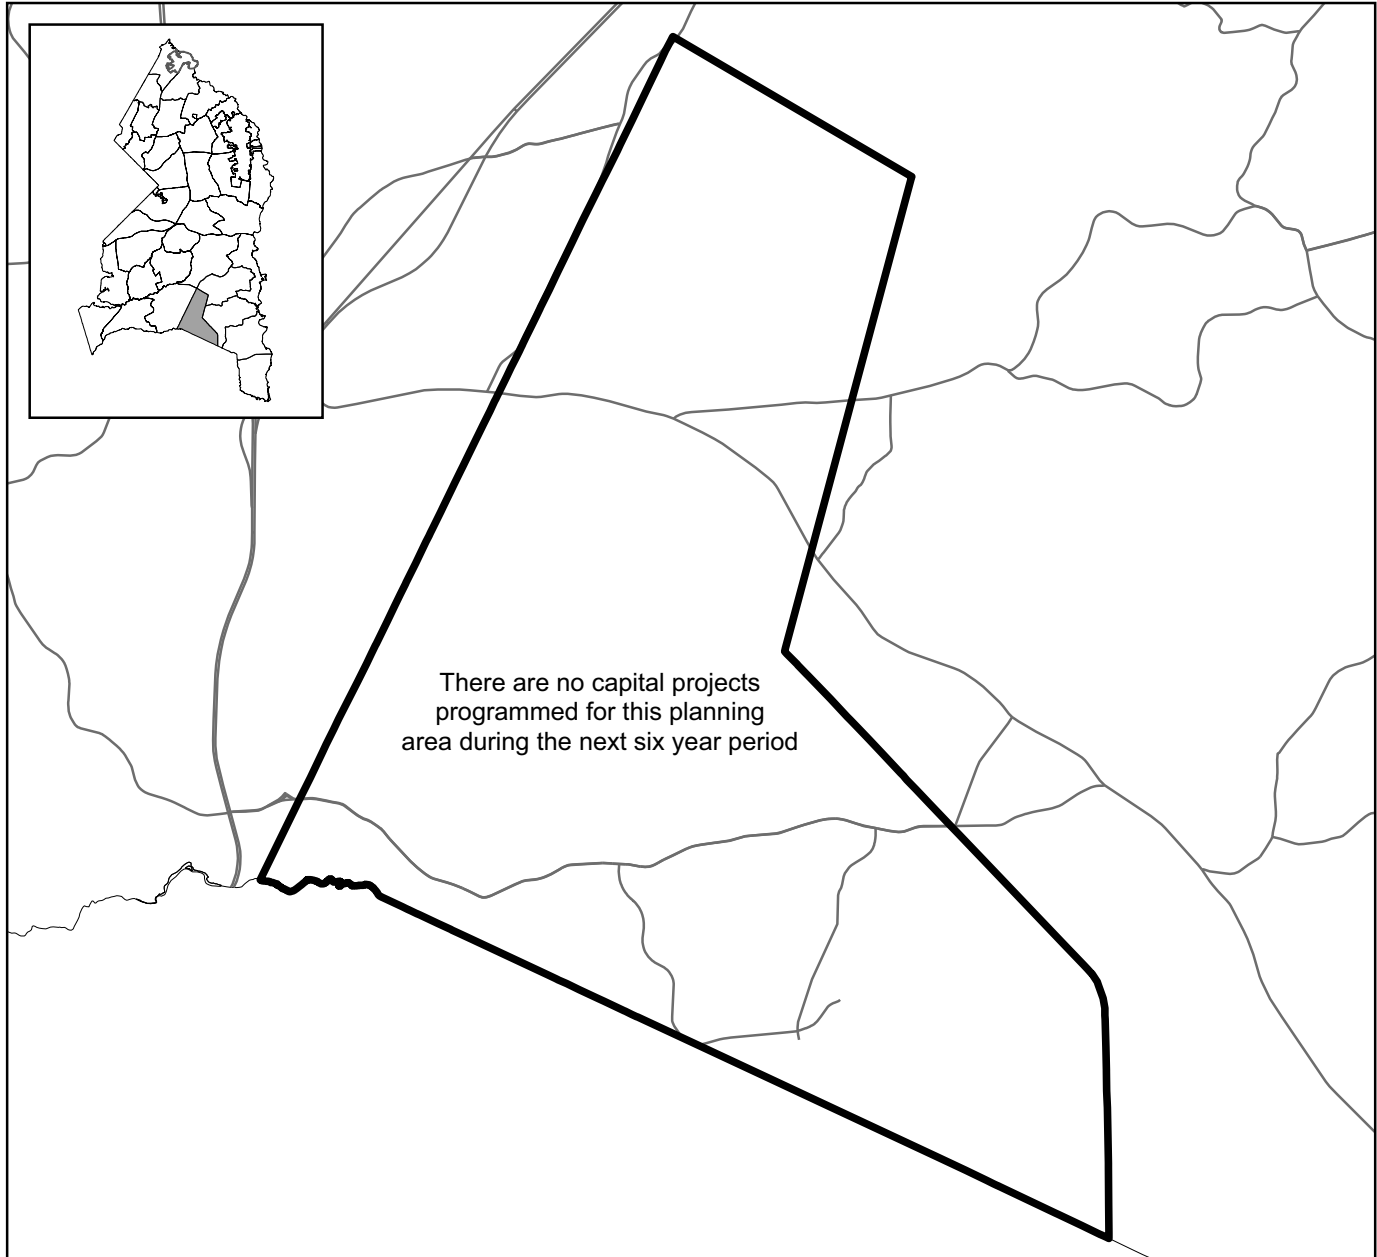 There are no capital projects
programmed for this planning
area during the next six year period